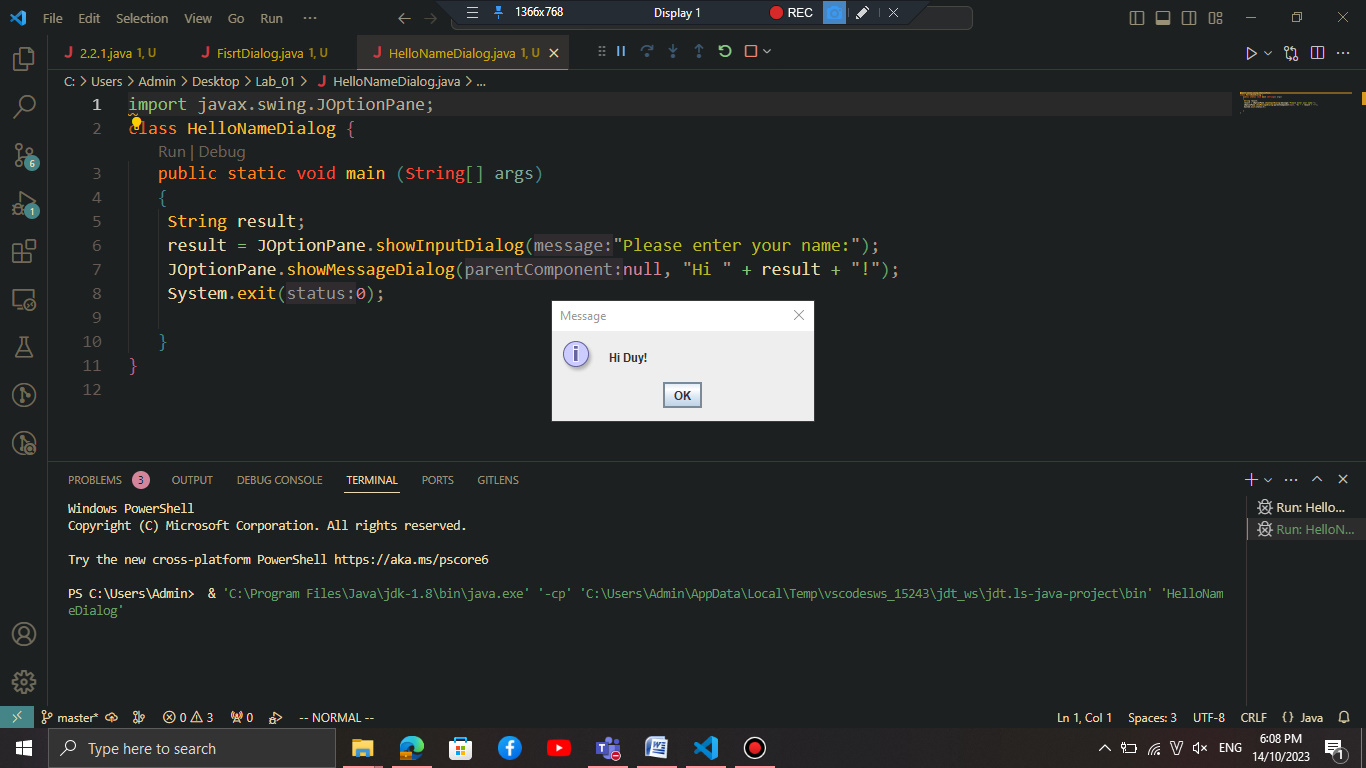 File Edit Selection View Go Run ···
1366x768 Display 1 REC
2.2.1.java 1, U FisrtDialog.java 1, U HelloNameDialog.java 1, U
C: > Users > Admin > Desktop > Lab_01 > HelloNameDialog.java > ...
1 import javax.swing.JOptionPane;
2 class HelloNameDialog {
Run | Debug
3 public static void main (String[] args)
4 {
5 String result;
6 result = JOptionPane.showInputDialog(message:"Please enter your name:");
7 JOptionPane.showMessageDialog(parentComponent:null, "Hi " + result + "!");
8 System.exit(status:0);
9
10 }
11 }
12
Message
Hi Duy!
OK
PROBLEMS 3 OUTPUT DEBUG CONSOLE TERMINAL PORTS GITLENS
Windows PowerShell
Copyright (C) Microsoft Corporation. All rights reserved.
Try the new cross-platform PowerShell https://aka.ms/pscore6
PS C:\Users\Admin> & 'C:\Program Files\Java\jdk-1.8\bin\java.exe' '-cp' 'C:\Users\Admin\AppData\Local\Temp\vscodesws_15243\jdt_ws\jdt.ls-java-project\bin' 'HelloNam
eDialog'
Run: Hello...
Run: HelloN...
6
1
master* 0 3 0 -- NORMAL -- Ln 1, Col 1 Spaces: 3 UTF-8 CRLF {} Java
Type here to search
ENG 6:08 PM
14/10/2023 1